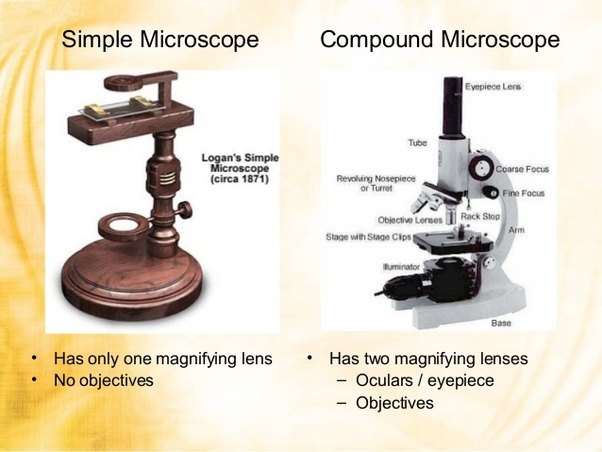 Simple Microscope
Compound Microscope
Logan's Simple
Microscope
(circa 1871)
Eyepiece Lens
Tube
Coarse Focus
Revolving Nosepiece
or Turret
Fine Focus
Objective Lenses
Rack Stop
Stage with Stage Clips
Arm
Illuminator
Base
• Has only one magnifying lens
• No objectives
• Has two magnifying lenses
– Oculars / eyepiece
– Objectives